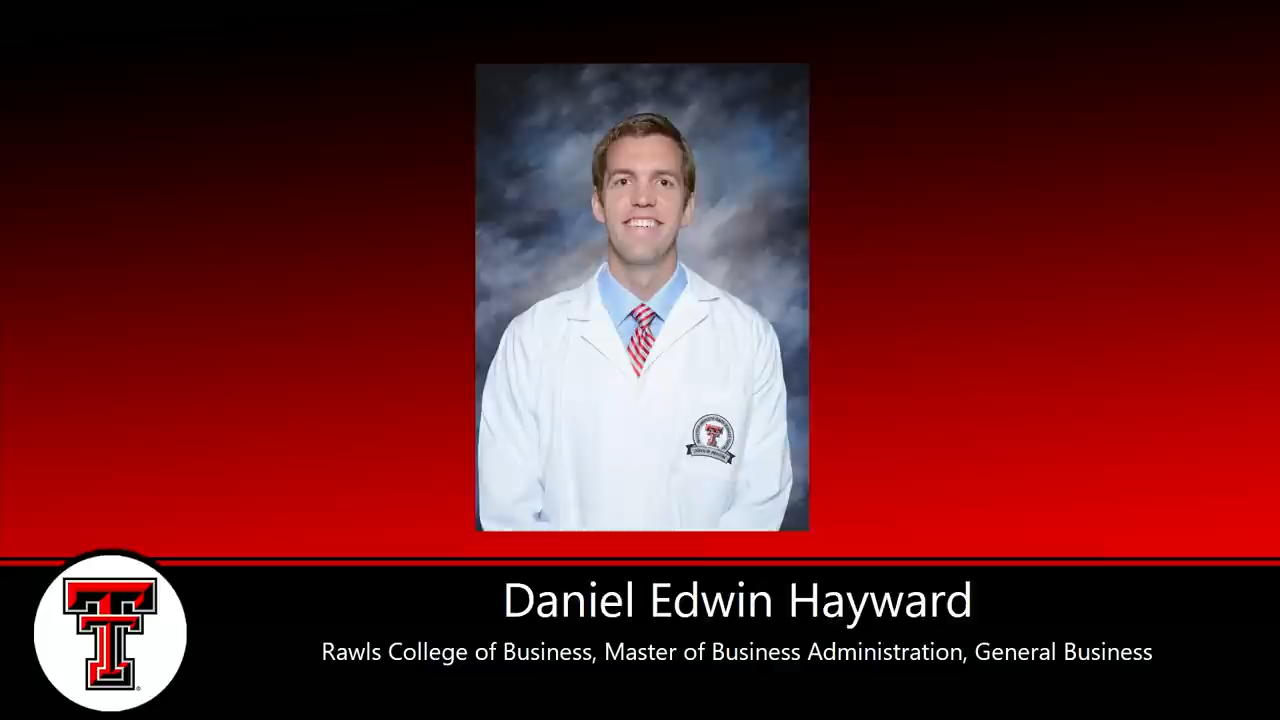 Daniel Edwin Hayward
Rawls College of Business, Master of Business Administration, General Business